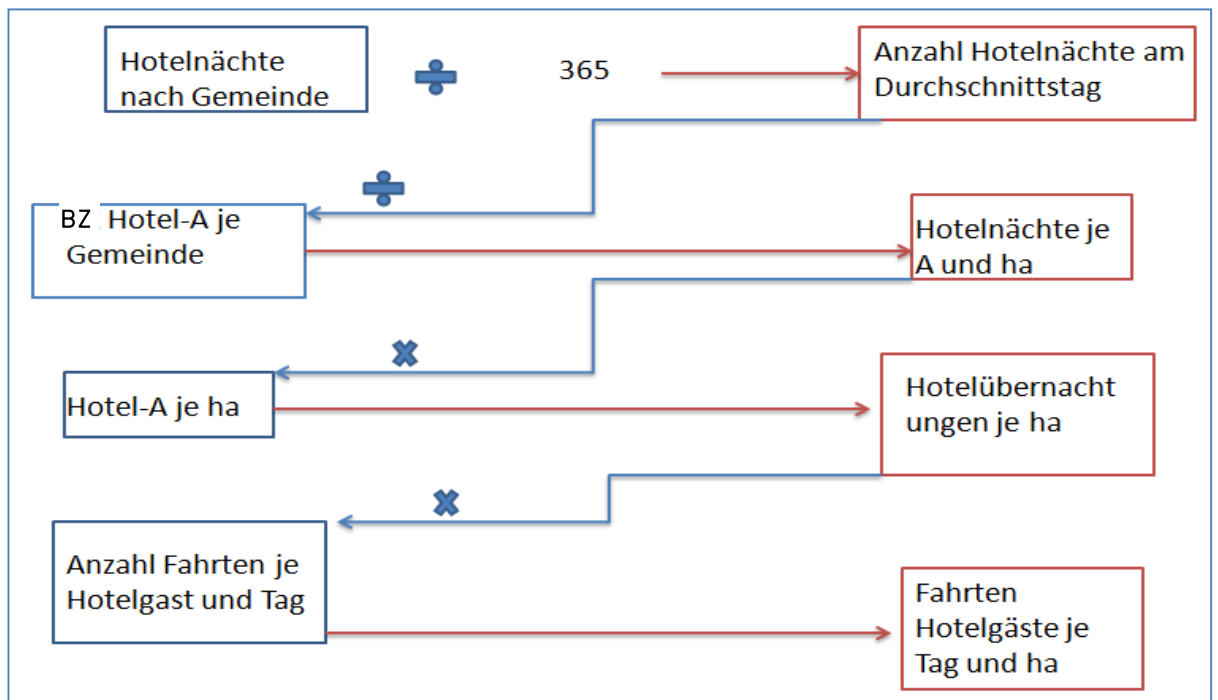 Hotelnächte
nach Gemeinde
365
Anzahl Hotelnächte am
Durchschnittstag
BZ Hotel-A je
Gemeinde
Hotelnächte je
A und ha
Hotel-A je ha
Hotelübernacht
ungen je ha
Anzahl Fahrten je
Hotelgast und Tag
Fahrten
Hotelgäste je
Tag und ha